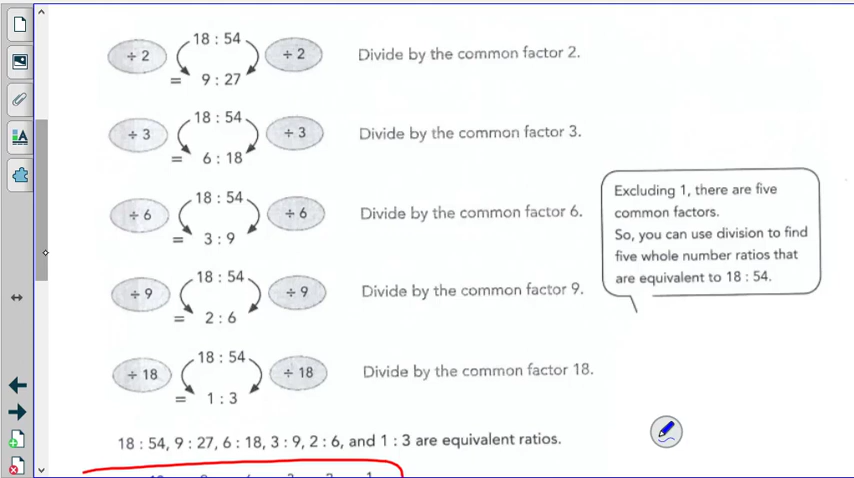 18 : 54
÷ 2
÷ 2
Divide by the common factor 2.
= 9 : 27
18 : 54
÷ 3
÷ 3
Divide by the common factor 3.
= 6 : 18
18 : 54
÷ 6
÷ 6
Divide by the common factor 6.
= 3 : 9
18 : 54
÷ 9
÷ 9
Divide by the common factor 9.
= 2 : 6
18 : 54
÷ 18
÷ 18
Divide by the common factor 18.
= 1 : 3
Excluding 1, there are five
common factors.
So, you can use division to find
five whole number ratios that
are equivalent to 18 : 54.
18 : 54, 9 : 27, 6 : 18, 3 : 9, 2 : 6, and 1 : 3 are equivalent ratios.